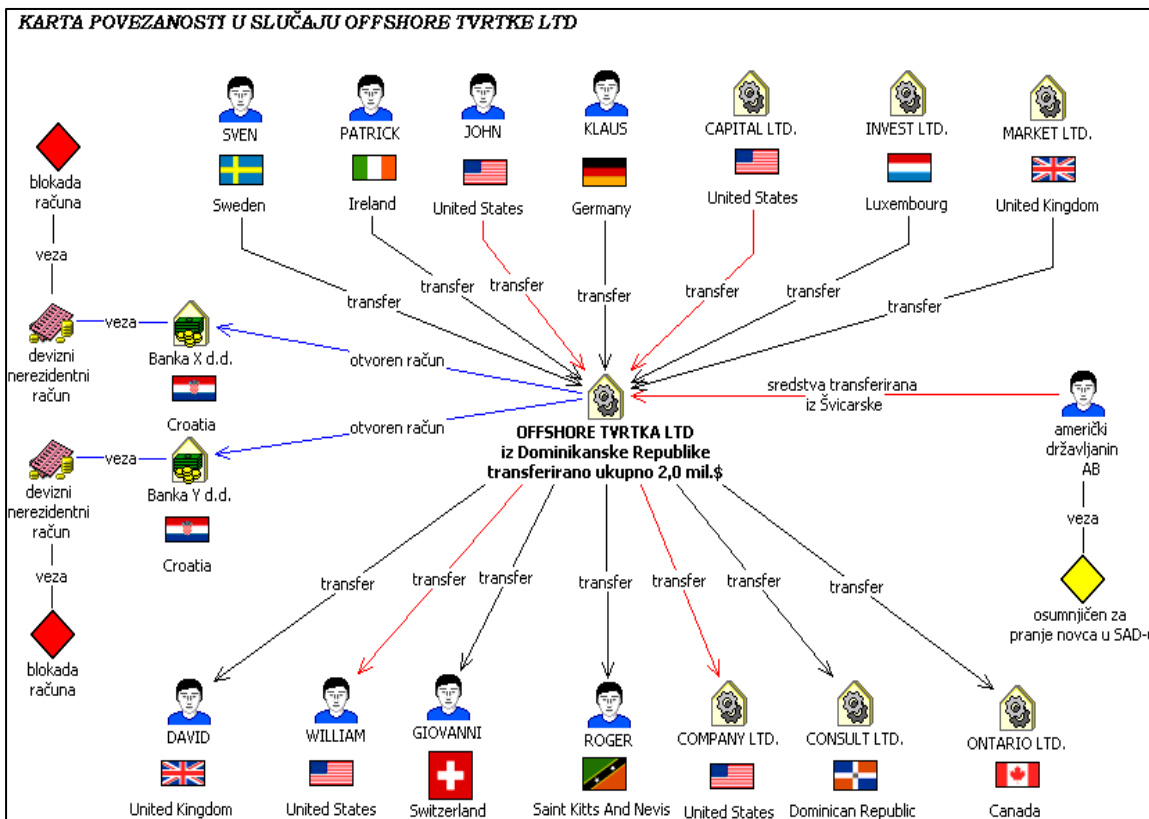 KARTA POVEZANOSTI U SLUČAJU OFFSHORE TVRTKE LTD
SVEN
PATRICK
JOHN
KLAUS
CAPITAL LTD.
INVEST LTD.
MARKET LTD.
Sweden
Ireland
United States
Germany
United States
Luxembourg
United Kingdom
blokada
računa
veza
devizni
nerezidentni
račun
veza
Banka X d.d.
Croatia
transfer
transfer
transfer
transfer
transfer
transfer
transfer
otvoren račun
otvoren račun
sredstva transferirana
iz Švicarske
američki
državljanin
AB
veza
osumnjičen za
pranje novca u SAD-
OFFSHORE TVRTKA LTD
iz Dominikanske Republike
transferirano ukupno 2,0 mil.$
devizni
nerezidentni
račun
veza
Banka Y d.d.
Croatia
veza
blokada
računa
transfer
transfer
transfer
transfer
transfer
transfer
transfer
DAVID
WILLIAM
GIOVANNI
ROGER
COMPANY LTD.
CONSULT LTD.
ONTARIO LTD.
United Kingdom
United States
Switzerland
Saint Kitts And Nevis
United States
Dominican Republic
Canada